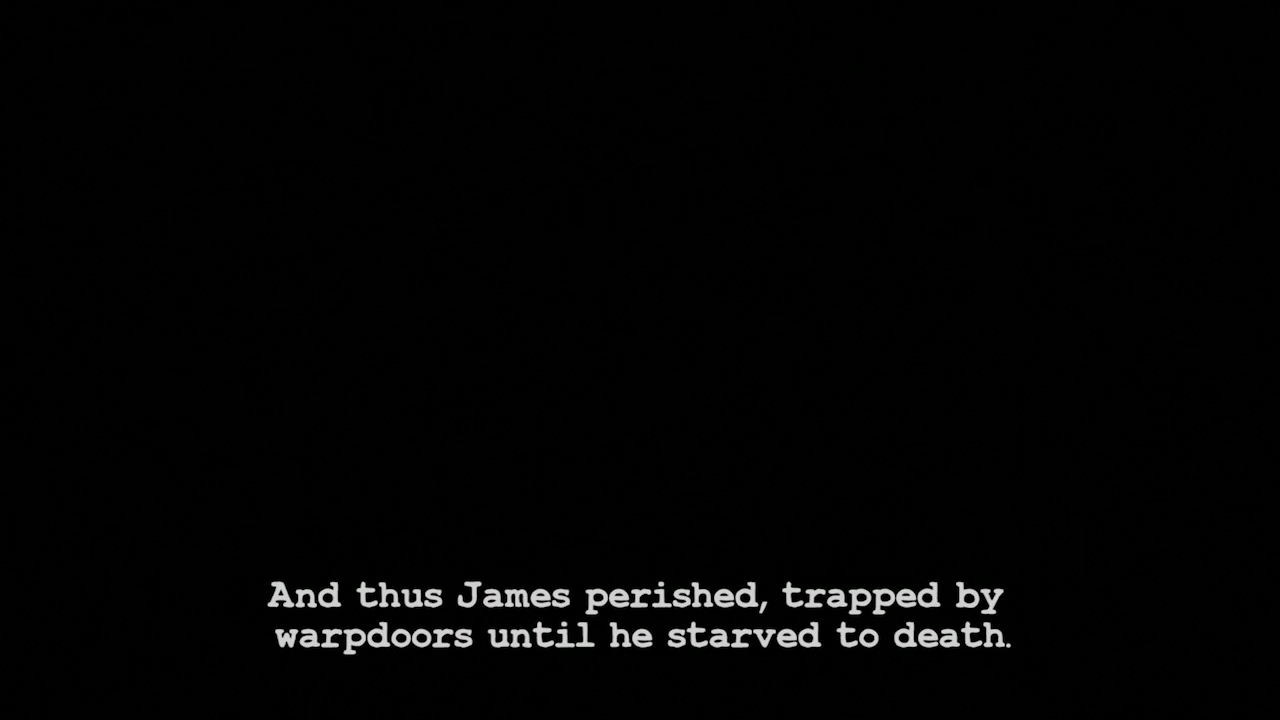 And thus James perished, trapped by
warpdoors until he starved to death.